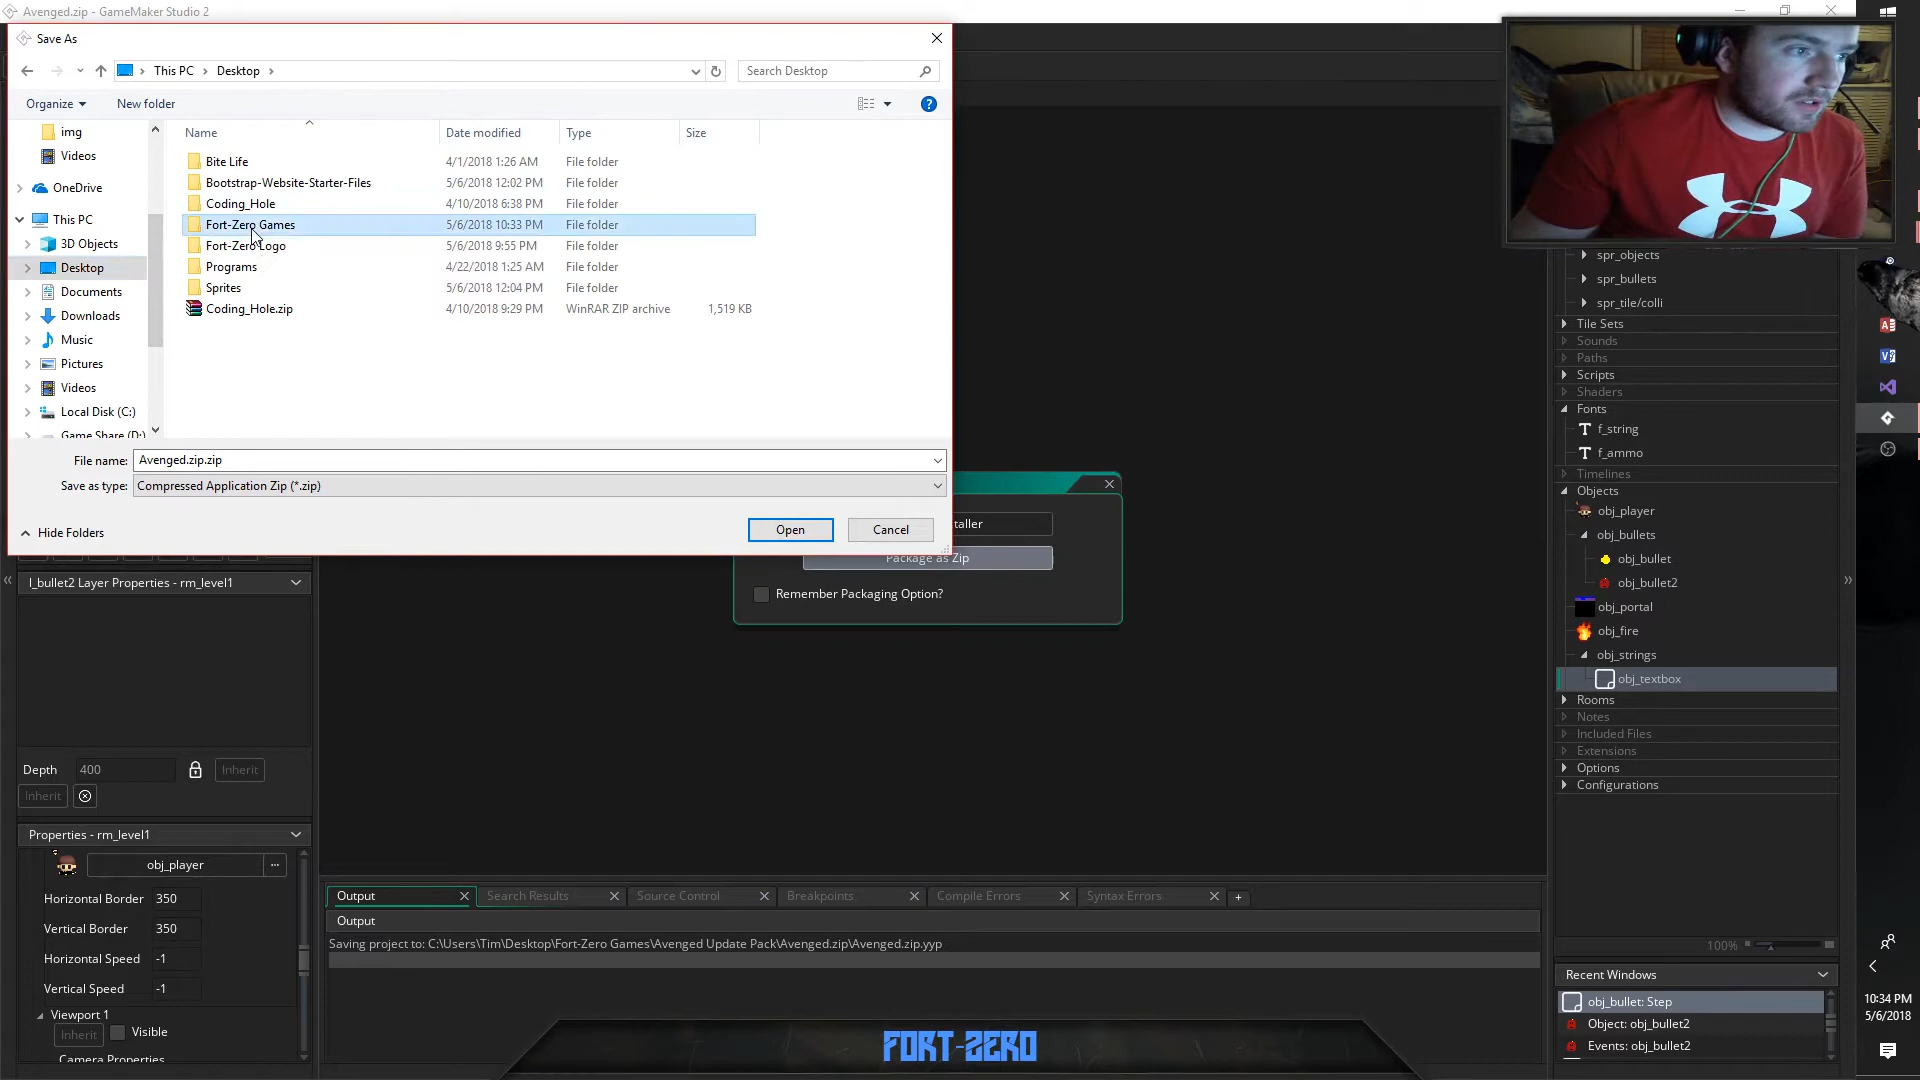 Avenged.zip - GameMaker Studio 2
Save As
This PC > Desktop >
Search Desktop
Organize
New folder
?
img
Videos
OneDrive
This PC
3D Objects
Desktop
Documents
Downloads
Music
Pictures
Videos
Local Disk (C:)
Game Share (D:)
Name Date modified Type Size
Bite Life 4/1/2018 1:26 AM File folder
Bootstrap-Website-Starter-Files 5/6/2018 12:02 PM File folder
Coding_Hole 4/10/2018 6:38 PM File folder
Fort-Zero Games 5/6/2018 10:33 PM File folder
Fort-Zero Logo 5/6/2018 9:55 PM File folder
Programs 4/22/2018 1:25 AM File folder
Sprites 5/6/2018 12:04 PM File folder
Coding_Hole.zip 4/10/2018 9:29 PM WinRAR ZIP archive 1,519 KB
File name: Avenged.zip.zip
Save as type: Compressed Application Zip (*.zip)
Hide Folders
Open
Cancel
taller
Package as Zip
Remember Packaging Option?
l_bullet2 Layer Properties - rm_level1
Depth 400 Inherit
Inherit
Properties - rm_level1
obj_player ...
Horizontal Border 350
Vertical Border 350
Horizontal Speed -1
Vertical Speed -1
Viewport 1
Inherit Visible
Camera Properties
Output
Search Results
Source Control
Breakpoints
Compile Errors
Syntax Errors
+
Output
Saving project to: C:\Users\Tim\Desktop\Fort-Zero Games\Avenged Update Pack\Avenged.zip\Avenged.zip.yyp
FORT-ZERO
spr_objects
spr_bullets
spr_tile/colli
Tile Sets
Sounds
Paths
Scripts
Shaders
Fonts
T f_string
T f_ammo
Timelines
Objects
obj_player
obj_bullets
obj_bullet
obj_bullet2
obj_portal
obj_fire
obj_strings
obj_textbox
Rooms
Notes
Included Files
Extensions
Options
Configurations
100%
Recent Windows
obj_bullet: Step
Object: obj_bullet2
Events: obj_bullet2
10:34 PM
5/6/2018